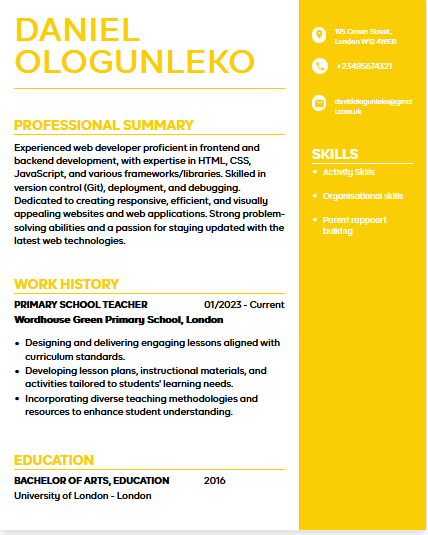 DANIEL
OLOGUNLEKO
PROFESSIONAL SUMMARY
Experienced web developer proficient in frontend and
backend development, with expertise in HTML, CSS,
JavaScript, and various frameworks/libraries. Skilled in
version control (Git), deployment, and debugging.
Dedicated to creating responsive, efficient, and visually
appealing websites and web applications. Strong problem-
solving abilities and a passion for staying updated with the
latest web technologies.
WORK HISTORY
PRIMARY SCHOOL TEACHER 01/2023 - Current
Wordhouse Green Primary School, London
• Designing and delivering engaging lessons aligned with
curriculum standards.
• Developing lesson plans, instructional materials, and
activities tailored to students' learning needs.
• Incorporating diverse teaching methodologies and
resources to enhance student understanding.
EDUCATION
BACHELOR OF ARTS, EDUCATION 2016
University of London - London
195 Crown Street,
London W12 4WEB
+23495674321
davidologunleko@gmai
l.com.uk
SKILLS
• Activity Skills
• Organisational skills
• Parent rappoort
building